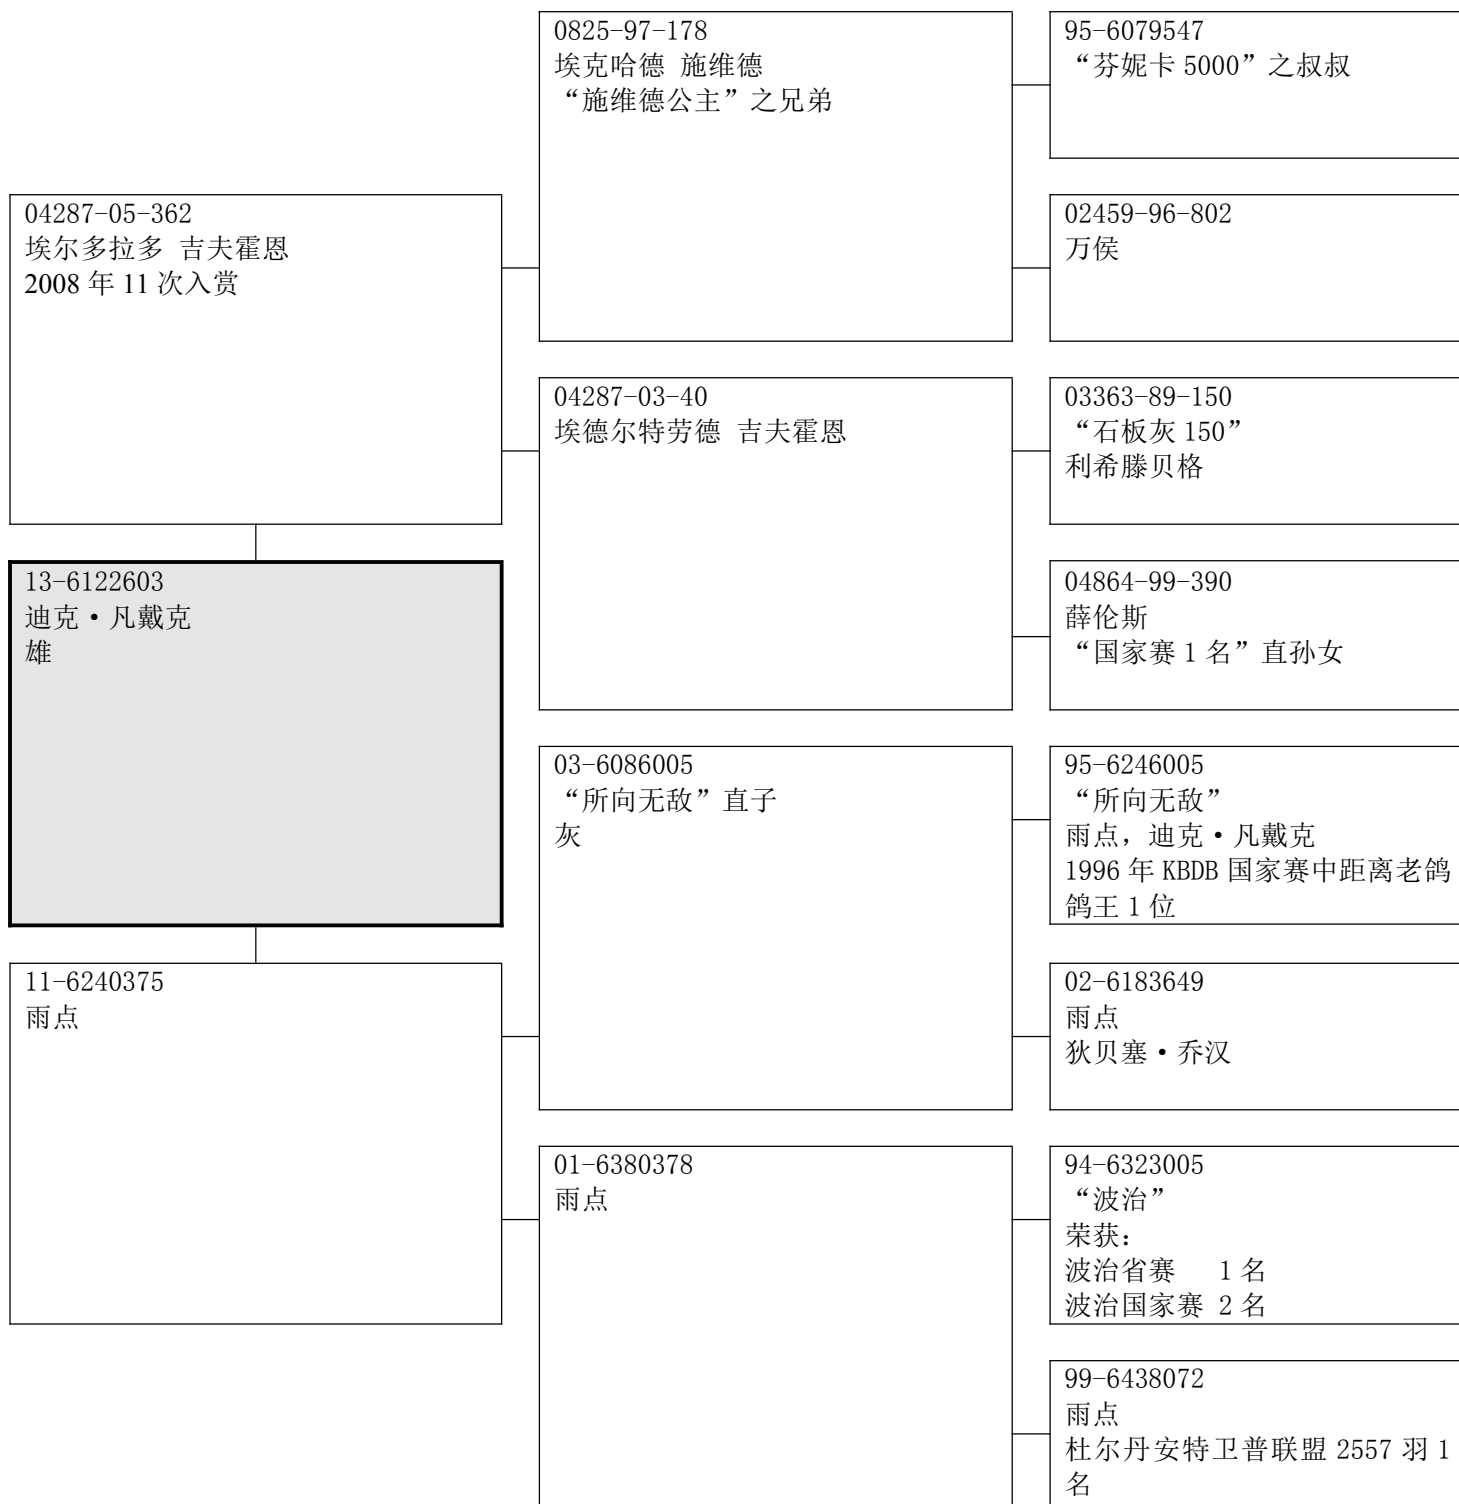 0825-97-178
埃克哈德 施维德
“施维德公主”之兄弟
95-6079547
“芬妮卡 5000”之叔叔
04287-05-362
埃尔多拉多 吉夫霍恩
2008 年 11 次入赏
02459-96-802
万侯
04287-03-40
埃德尔特劳德 吉夫霍恩
03363-89-150
“石板灰 150”
利希滕贝格
13-6122603
迪克·凡戴克
雄
04864-99-390
薛伦斯
“国家赛 1 名”直孙女
03-6086005
“所向无敌”直子
灰
95-6246005
“所向无敌”
雨点，迪克·凡戴克
1996 年 KBDB 国家赛中距离老鸽
鸽王 1 位
11-6240375
雨点
02-6183649
雨点
狄贝塞·乔汉
01-6380378
雨点
94-6323005
“波治”
荣获：
波治省赛 1 名
波治国家赛 2 名
99-6438072
雨点
杜尔丹安特卫普联盟 2557 羽 1
名